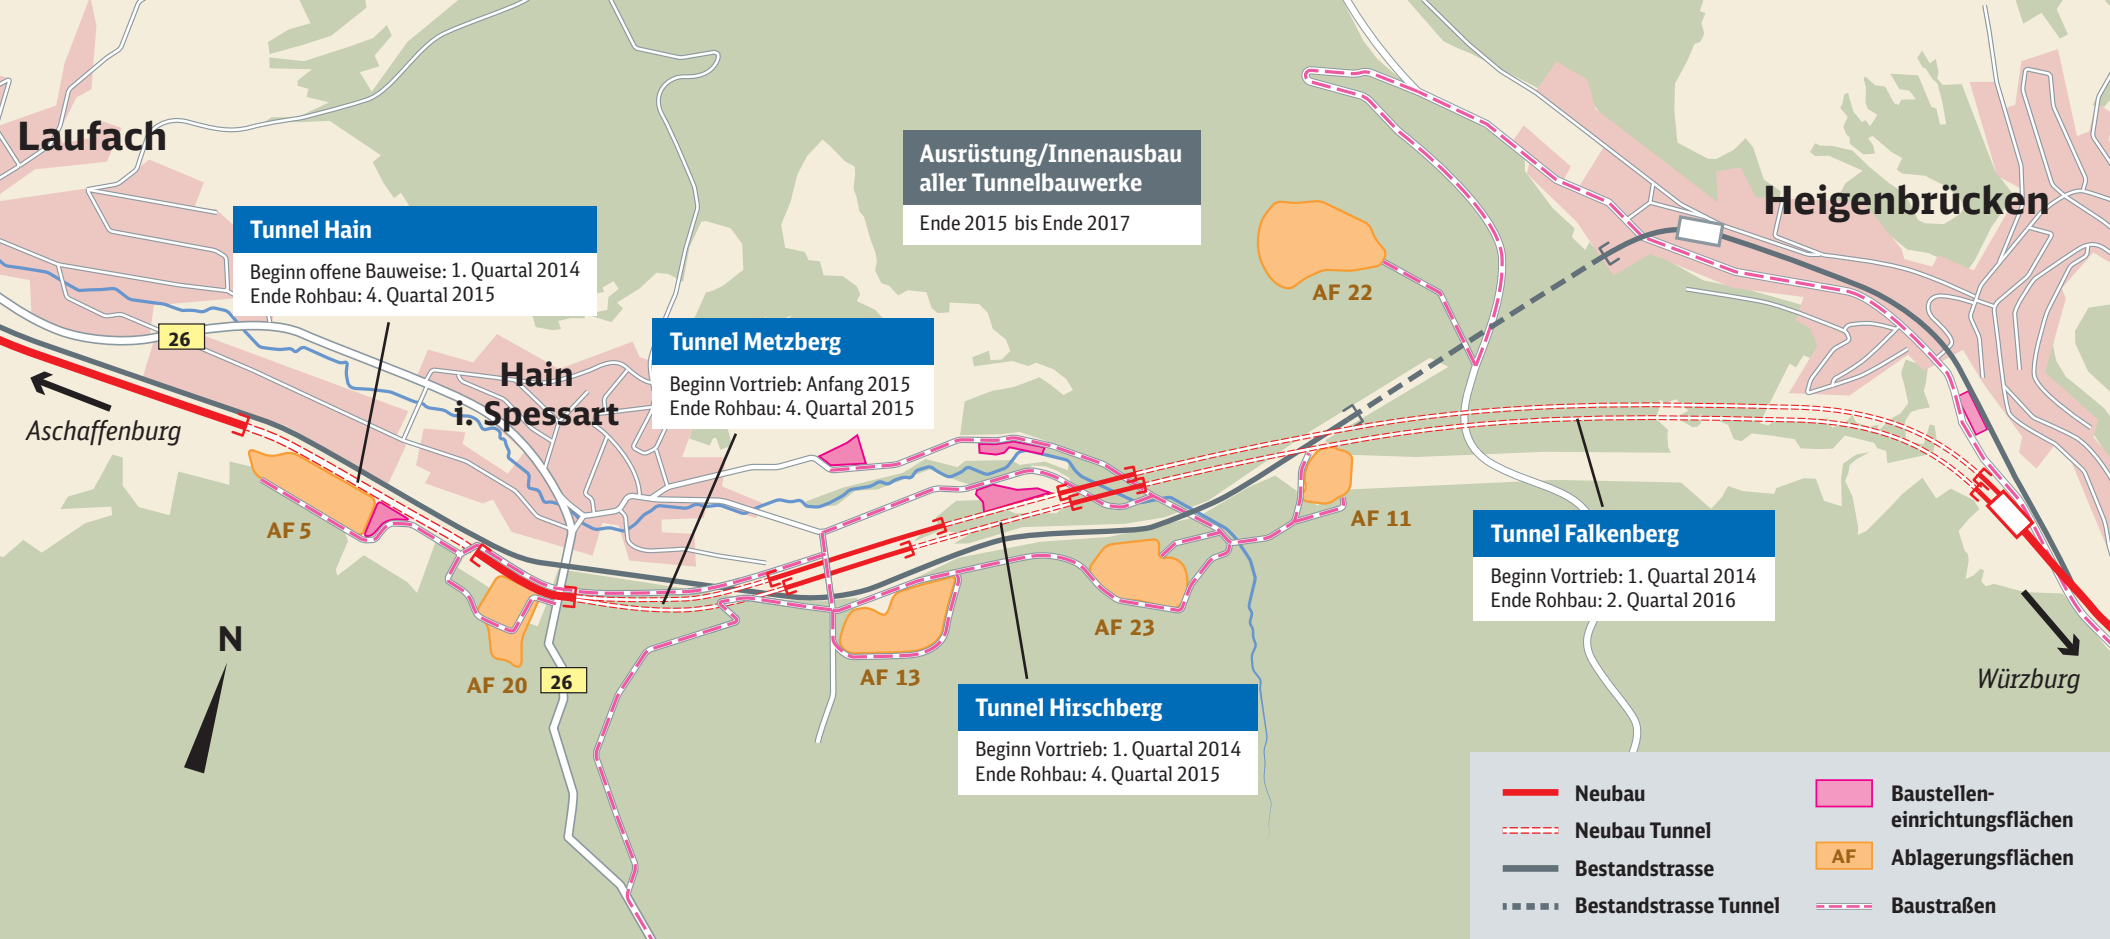 Laufach
Tunnel Hain
Beginn offene Bauweise: 1. Quartal 2014
Ende Rohbau: 4. Quartal 2015
26
Aschaffenburg
Hain
i. Spessart
Tunnel Metzberg
Beginn Vortrieb: Anfang 2015
Ende Rohbau: 4. Quartal 2015
Ausrüstung/Innenausbau
aller Tunnelbauwerke
Ende 2015 bis Ende 2017
Heigenbrücken
AF 22
AF 5
AF 11
AF 20
26
AF 13
AF 23
N
Tunnel Hirschberg
Beginn Vortrieb: 1. Quartal 2014
Ende Rohbau: 4. Quartal 2015
Tunnel Falkenberg
Beginn Vortrieb: 1. Quartal 2014
Ende Rohbau: 2. Quartal 2016
Würzburg
Neubau
Neubau Tunnel
Bestandstrasse
Bestandstrasse Tunnel
Baustellen-
einrichtungsflächen
AF Ablagerungsflächen
Baustraßen